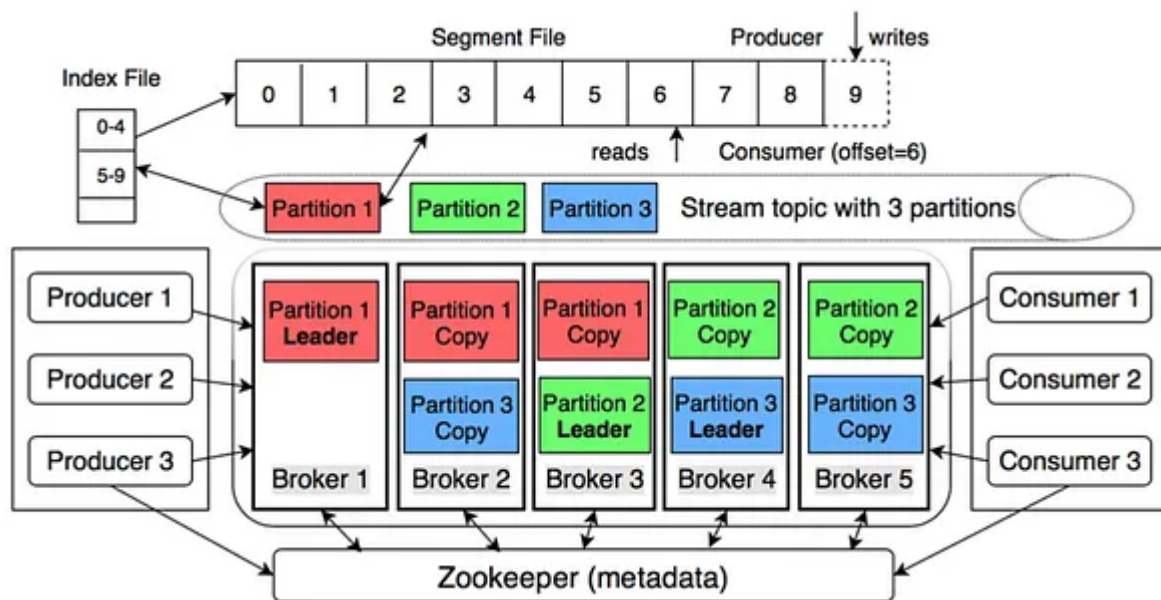 Segment File
Producer
writes
Index File
0 1 2 3 4 5 6 7 8 9
0-4
5-9
reads
Consumer (offset=6)
Partition 1
Partition 2
Partition 3
Stream topic with 3 partitions
Producer 1
Producer 2
Producer 3
Partition 1
Leader
Broker 1
Partition 1
Copy
Partition 3
Copy
Broker 2
Partition 1
Copy
Partition 2
Leader
Broker 3
Partition 2
Copy
Partition 3
Leader
Broker 4
Partition 2
Copy
Partition 3
Copy
Broker 5
Consumer 1
Consumer 2
Consumer 3
Zookeeper (metadata)